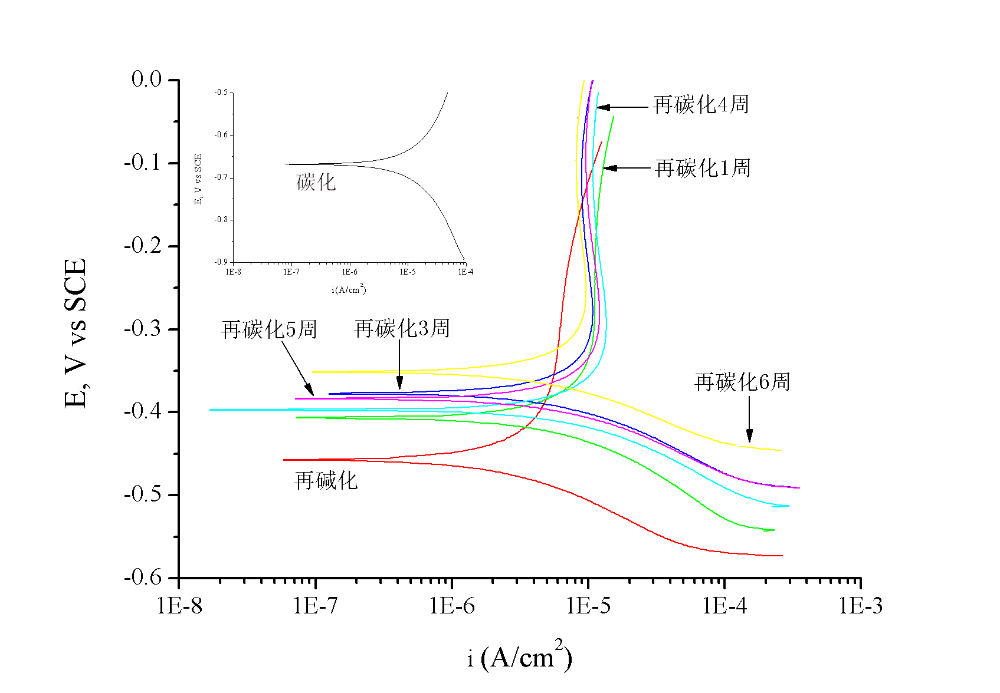 0.0
-0.1
-0.2
-0.3
-0.4
-0.5
-0.6
E, V vs SCE
1E-8
1E-7
1E-6
1E-5
1E-4
1E-3
i (A/cm²)
-0.5
-0.6
-0.7
-0.8
-0.9
E, V vs SCE
碳化
1E-8
1E-7
1E-6
1E-5
1E-4
i (A/cm²)
再碳化4周
再碳化1周
再碳化5周
再碳化3周
再碳化6周
再碱化